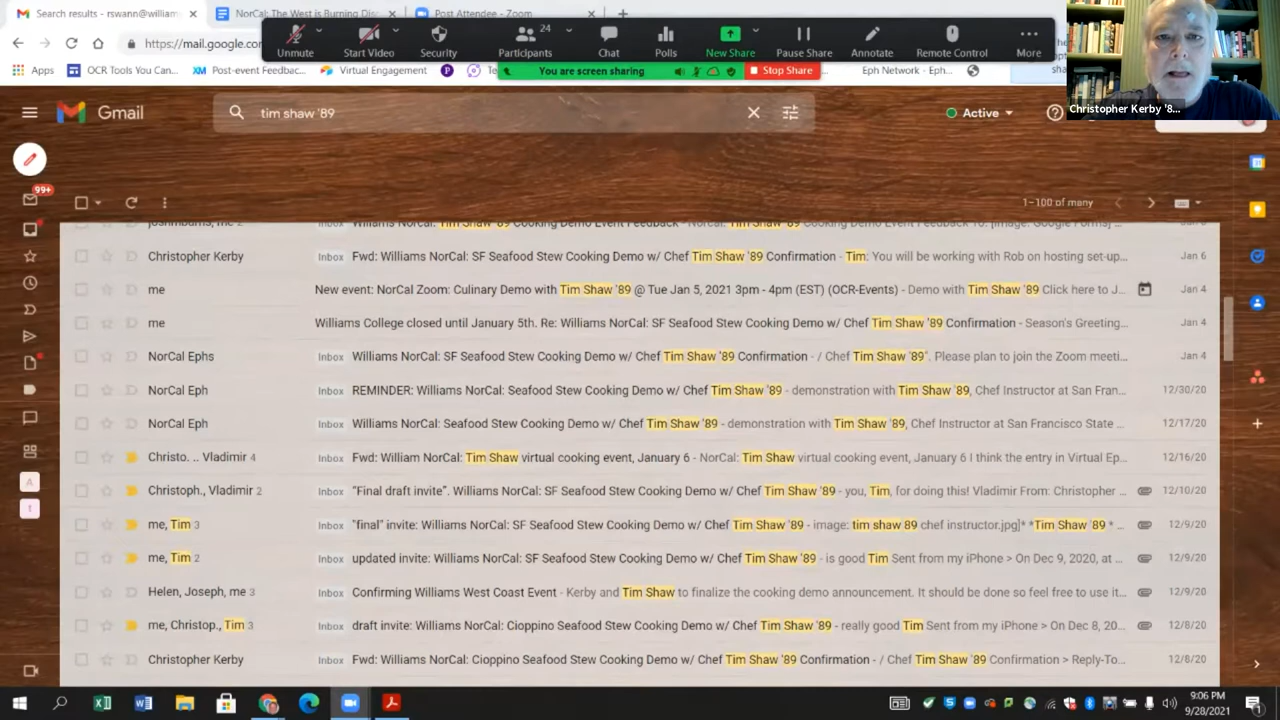 Search results - rswann@william
NorCal: The West is Burning Dis
Post Attendee - Zoom
https://mail.google.com
Unmute
Start Video
Security
Participants
24
Chat
Polls
New Share
Pause Share
Annotate
Remote Control
More
You are screen sharing
Stop Share
Apps
OCR Tools You Can...
Post-event Feedbac...
Virtual Engagement
Eph Network - Eph...
Christopher Kerby '8...
Gmail
tim shaw '89
Active
99+
1–100 of many
Cooking Demo Event Feedback
Christopher Kerby Inbox Fwd: Williams NorCal: SF Seafood Stew Cooking Demo w/ Chef Tim Shaw '89 Confirmation - Tim: You will be working with Rob on hosting set-up... Jan 6
me New event: NorCal Zoom: Culinary Demo with Tim Shaw '89 @ Tue Jan 5, 2021 3pm - 4pm (EST) (OCR-Events) - Demo with Tim Shaw '89 Click here to J... Jan 4
me Williams College closed until January 5th. Re: Williams NorCal: SF Seafood Stew Cooking Demo w/ Chef Tim Shaw '89 Confirmation - Season's Greeting... Jan 4
NorCal Ephs Inbox Williams NorCal: SF Seafood Stew Cooking Demo w/ Chef Tim Shaw '89 Confirmation - / Chef Tim Shaw '89". Please plan to join the Zoom meeti... Jan 4
NorCal Eph Inbox REMINDER: Williams NorCal: Seafood Stew Cooking Demo w/ Chef Tim Shaw '89 - demonstration with Tim Shaw '89, Chef Instructor at San Fran... 12/30/20
NorCal Eph Inbox Williams NorCal: Seafood Stew Cooking Demo w/ Chef Tim Shaw '89 - demonstration with Tim Shaw '89, Chef Instructor at San Francisco State ... 12/17/20
Christo. .. Vladimir 4 Inbox Fwd: William NorCal: Tim Shaw virtual cooking event, January 6 - NorCal: Tim Shaw virtual cooking event, January 6 I think the entry in Virtual Ep... 12/16/20
Christoph., Vladimir 2 Inbox "Final draft invite". Williams NorCal: SF Seafood Stew Cooking Demo w/ Chef Tim Shaw '89 - you, Tim, for doing this! Vladimir From: Christopher ... 12/10/20
me, Tim 3 Inbox "final" invite: Williams NorCal: SF Seafood Stew Cooking Demo w/ Chef Tim Shaw '89 - image: tim shaw 89 chef instructor.jpg]* *Tim Shaw '89 * ... 12/9/20
me, Tim 2 Inbox updated invite: Williams NorCal: SF Seafood Stew Cooking Demo w/ Chef Tim Shaw '89 - is good Tim Sent from my iPhone > On Dec 9, 2020, at ... 12/9/20
Helen, Joseph, me 3 Inbox Confirming Williams West Coast Event - Kerby and Tim Shaw to finalize the cooking demo announcement. It should be done so feel free to use it... 12/9/20
me, Christop., Tim 3 Inbox draft invite: Williams NorCal: Cioppino Seafood Stew Cooking Demo w/ Chef Tim Shaw '89 - really good Tim Sent from my iPhone > On Dec 8, 20... 12/8/20
Christopher Kerby Inbox Fwd: Williams NorCal: Cioppino Seafood Stew Cooking Demo w/ Chef Tim Shaw '89 Confirmation - / Chef Tim Shaw '89 Confirmation > Reply-To... 12/8/20
9:06 PM
9/28/2021